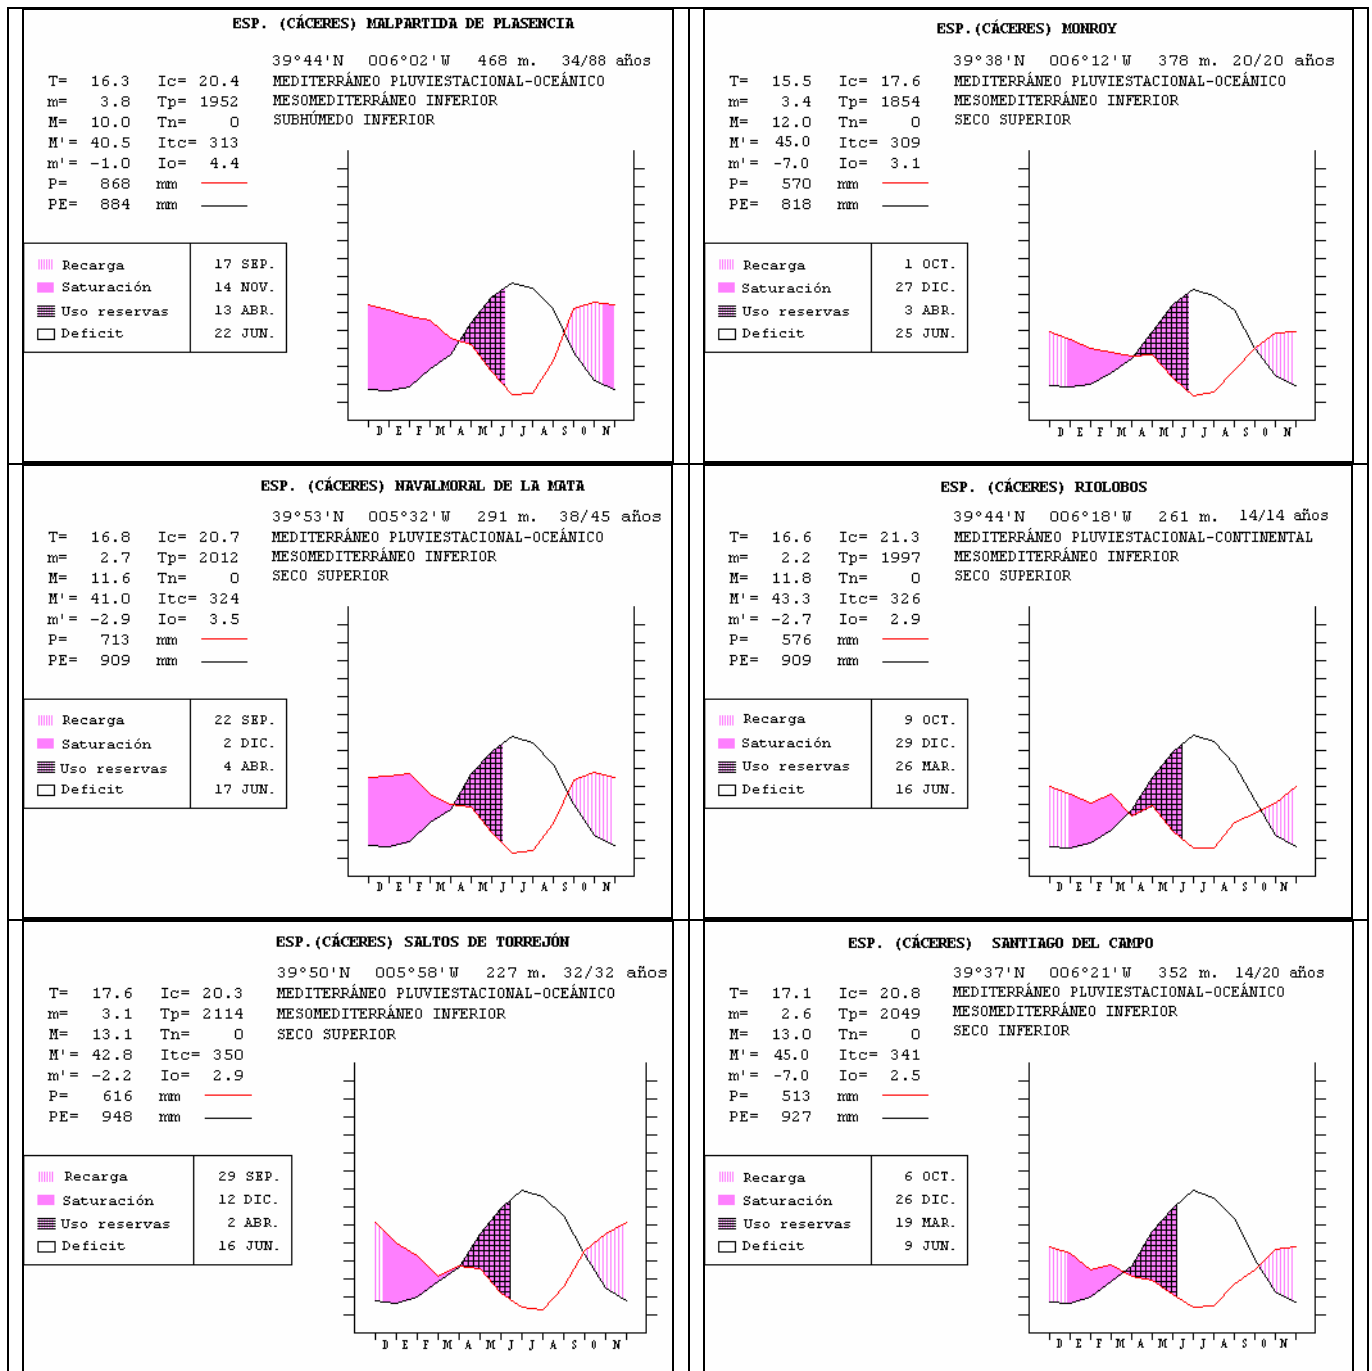 ESP. (CÁCERES) MALPARTIDA DE PLASENCIA
39°44'N 006°02'W 468 m. 34/88 años
T= 16.3 Ic= 20.4 MEDITERRÁNEO PLUVIESTACIONAL-OCEÁNICO
m= 3.8 Tp= 1952 MESOMEDITERRÁNEO INFERIOR
M= 10.0 Tn= 0 SUBHÚMEDO INFERIOR
M'= 40.5 Itc= 313
m'= -1.0 Io= 4.4
P= 868 mm
PE= 884 mm
Recarga 17 SEP.
Saturación 14 NOV.
Uso reservas 13 ABR.
Deficit 22 JUN.
D E F M A M J J A S O N
ESP.(CÁCERES) MONROY
39°38'N 006°12'W 378 m. 20/20 años
T= 15.5 Ic= 17.6 MEDITERRÁNEO PLUVIESTACIONAL-OCEÁNICO
m= 3.4 Tp= 1854 MESOMEDITERRÁNEO INFERIOR
M= 12.0 Tn= 0 SECO SUPERIOR
M'= 45.0 Itc= 309
m'= -7.0 Io= 3.1
P= 570 mm
PE= 818 mm
Recarga 1 OCT.
Saturación 27 DIC.
Uso reservas 3 ABR.
Deficit 25 JUN.
D E F M A M J J A S O N
ESP. (CÁCERES) NAVALMORAL DE LA MATA
39°53'N 005°32'W 291 m. 38/45 años
T= 16.8 Ic= 20.7 MEDITERRÁNEO PLUVIESTACIONAL-OCEÁNICO
m= 2.7 Tp= 2012 MESOMEDITERRÁNEO INFERIOR
M= 11.6 Tn= 0 SECO SUPERIOR
M'= 41.0 Itc= 324
m'= -2.9 Io= 3.5
P= 713 mm
PE= 909 mm
Recarga 22 SEP.
Saturación 2 DIC.
Uso reservas 4 ABR.
Deficit 17 JUN.
D E F M A M J J A S O N
ESP. (CÁCERES) RIOLOBOS
39°44'N 006°18'W 261 m. 14/14 años
T= 16.6 Ic= 21.3 MEDITERRÁNEO PLUVIESTACIONAL-CONTINENTAL
m= 2.2 Tp= 1997 MESOMEDITERRÁNEO INFERIOR
M= 11.8 Tn= 0 SECO SUPERIOR
M'= 43.3 Itc= 326
m'= -2.7 Io= 2.9
P= 576 mm
PE= 909 mm
Recarga 9 OCT.
Saturación 29 DIC.
Uso reservas 26 MAR.
Deficit 16 JUN.
D E F M A M J J A S O N
ESP.(CÁCERES) SALTOS DE TORREJÓN
39°50'N 005°58'W 227 m. 32/32 años
T= 17.6 Ic= 20.3 MEDITERRÁNEO PLUVIESTACIONAL-OCEÁNICO
m= 3.1 Tp= 2114 MESOMEDITERRÁNEO INFERIOR
M= 13.1 Tn= 0 SECO SUPERIOR
M'= 42.8 Itc= 350
m'= -2.2 Io= 2.9
P= 616 mm
PE= 948 mm
Recarga 29 SEP.
Saturación 12 DIC.
Uso reservas 2 ABR.
Deficit 16 JUN.
D E F M A M J J A S O N
ESP. (CÁCERES) SANTIAGO DEL CAMPO
39°37'N 006°21'W 352 m. 14/20 años
T= 17.1 Ic= 20.8 MEDITERRÁNEO PLUVIESTACIONAL-OCEÁNICO
m= 2.6 Tp= 2049 MESOMEDITERRÁNEO INFERIOR
M= 13.0 Tn= 0 SECO INFERIOR
M'= 45.0 Itc= 341
m'= -7.0 Io= 2.5
P= 513 mm
PE= 927 mm
Recarga 6 OCT.
Saturación 26 DIC.
Uso reservas 19 MAR.
Deficit 9 JUN.
D E F M A M J J A S O N